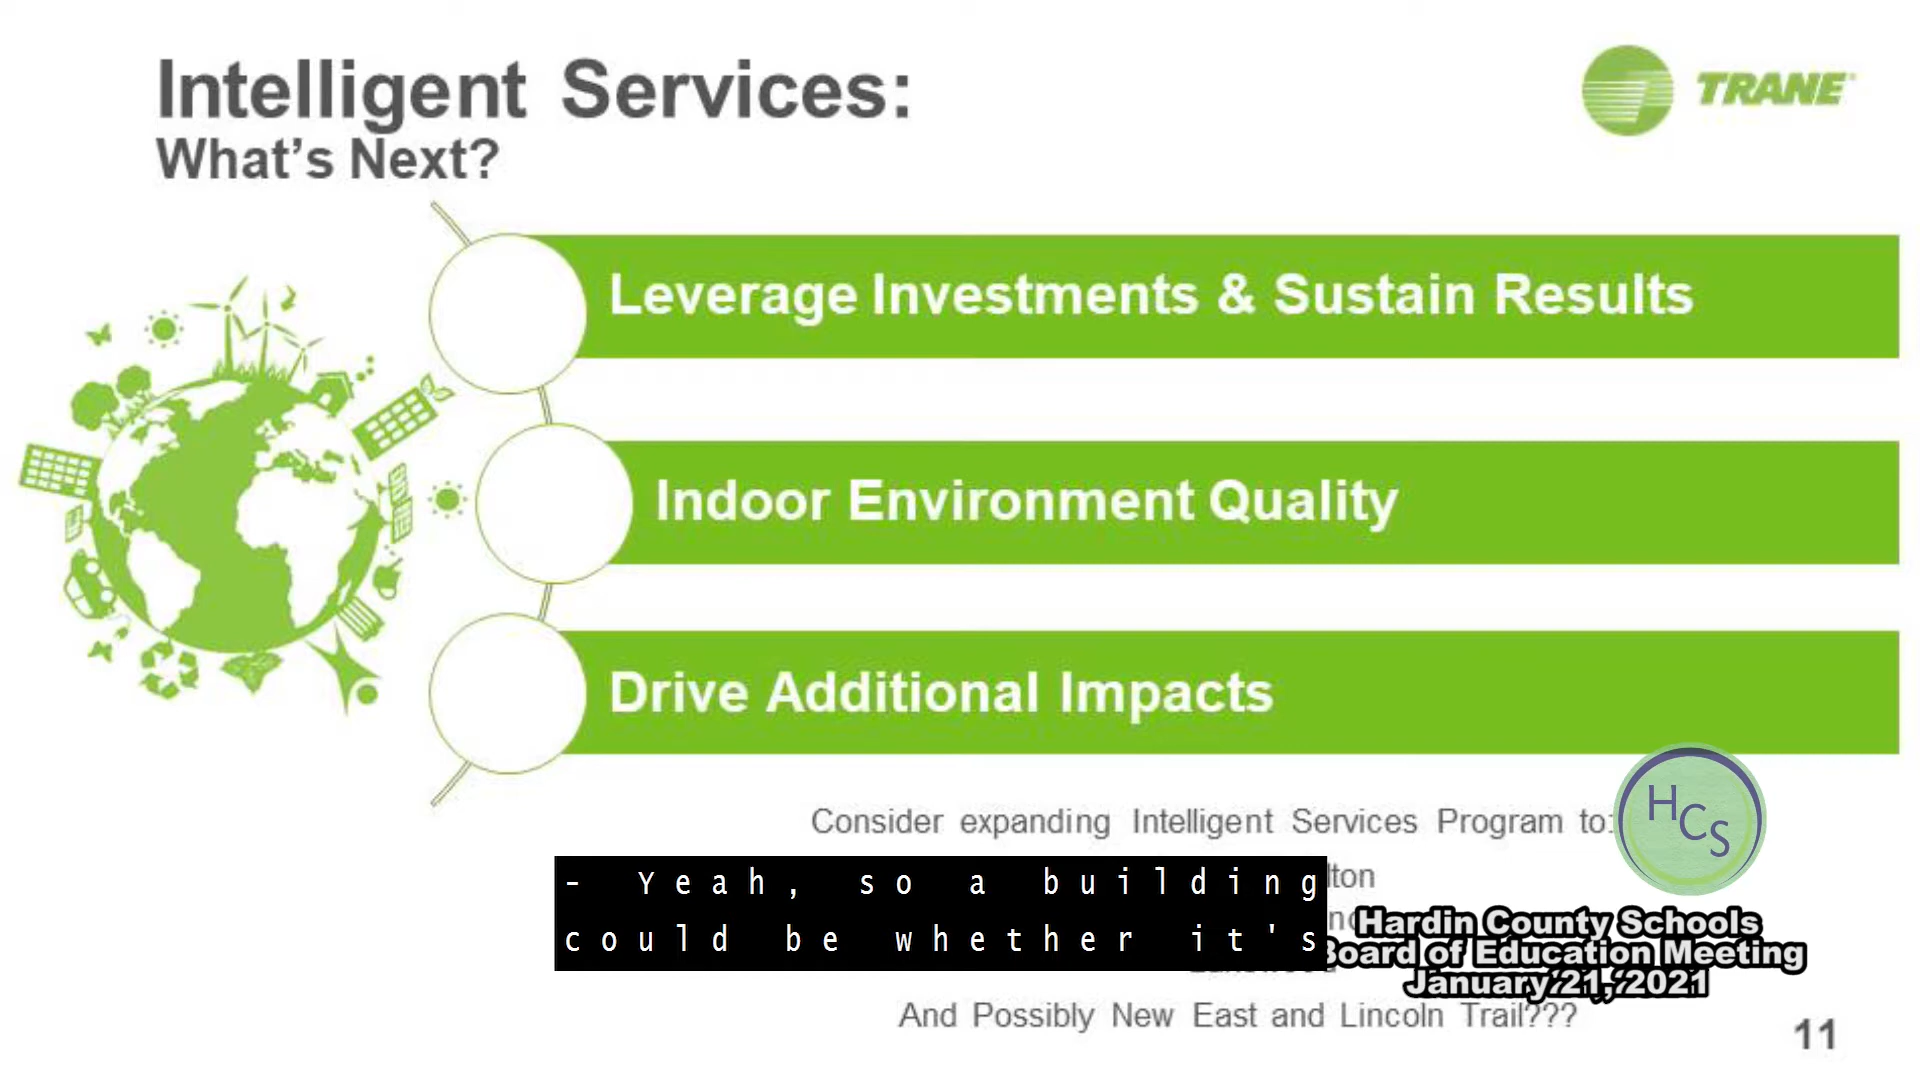 Intelligent Services:
What's Next?
TRANE
Leverage Investments & Sustain Results
Indoor Environment Quality
Drive Additional Impacts
Consider expanding Intelligent Services Program to:
HCS
- Yeah, so a building
could be whether it's
Hardin County Schools
Board of Education Meeting
January 21, 2021
And Possibly New East and Lincoln Trail???
11